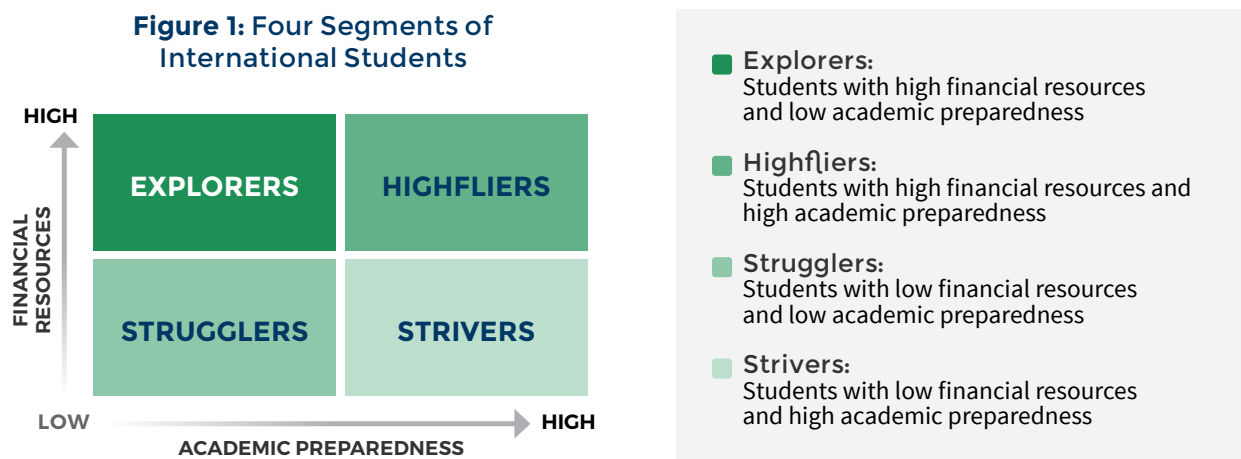 Figure 1: Four Segments of
International Students
HIGH
EXPLORERS
HIGHFLIERS
FINANCIAL
RESOURCES
STRUGGLERS
STRIVERS
LOW
HIGH
ACADEMIC PREPAREDNESS
Explorers:
Students with high financial resources
and low academic preparedness
Highfliers:
Students with high financial resources and
high academic preparedness
Strugglers:
Students with low financial resources
and low academic preparedness
Strivers:
Students with low financial resources
and high academic preparedness